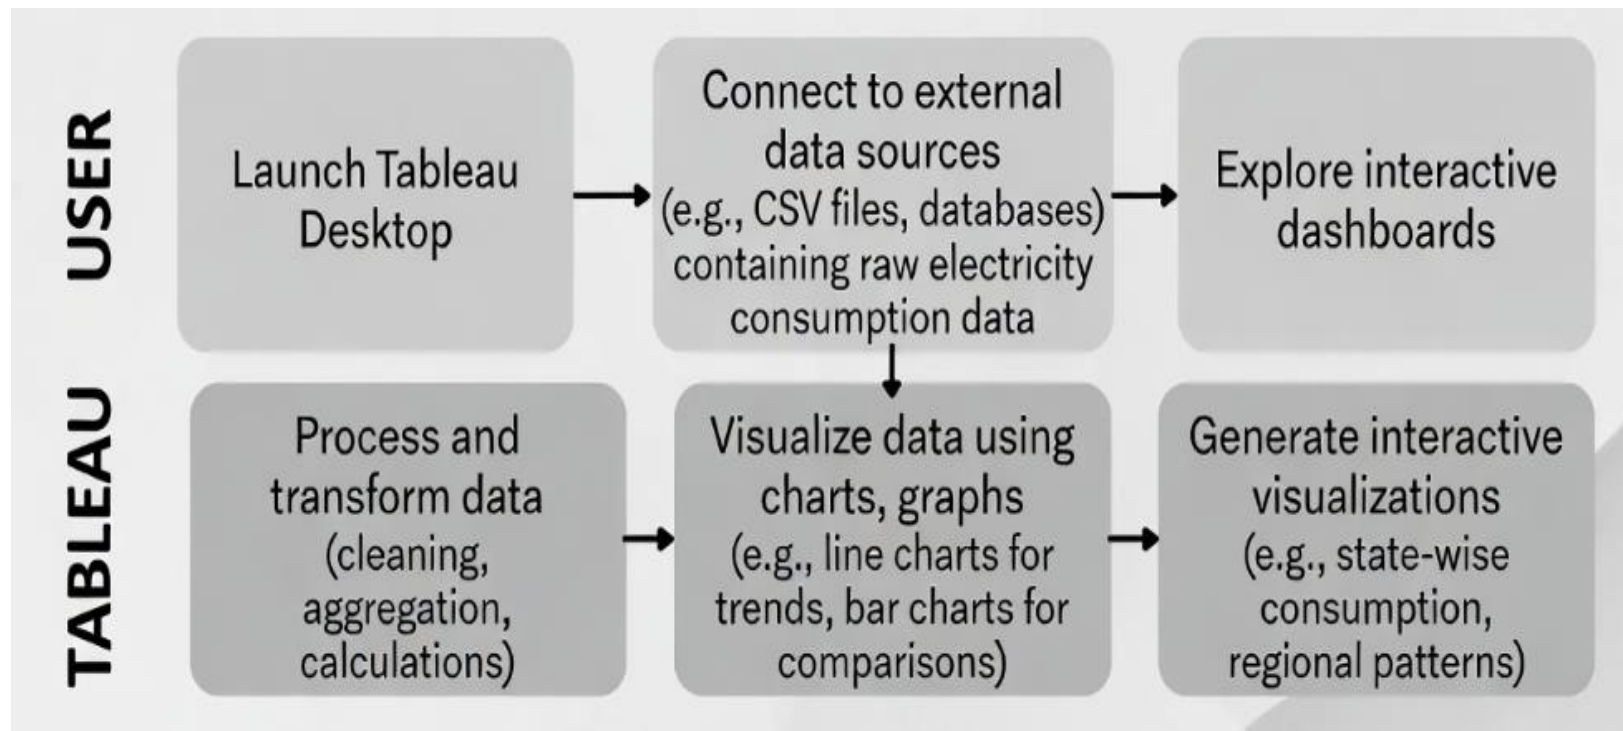 USER
Launch Tableau
Desktop
Connect to external
data sources
(e.g., CSV files, databases)
containing raw electricity
consumption data
Explore interactive
dashboards
TABLEAU
Process and
transform data
(cleaning,
aggregation,
calculations)
Visualize data using
charts, graphs
(e.g., line charts for
trends, bar charts for
comparisons)
Generate interactive
visualizations
(e.g., state-wise
consumption,
regional patterns)